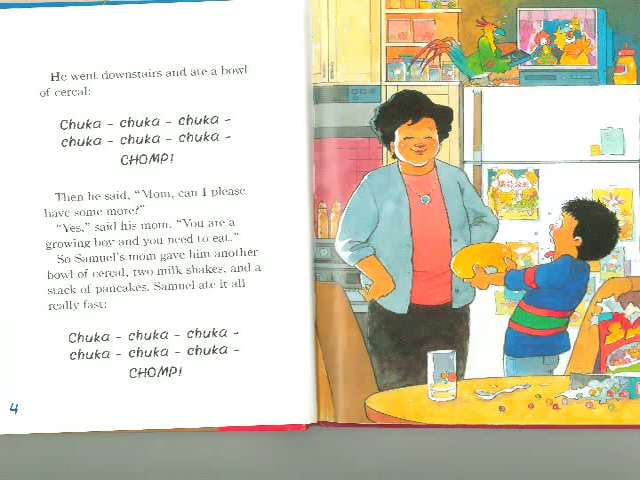 He went downstairs and ate a bowl
of cereal:
Chuka - chuka - chuka -
chuka - chuka - chuka -
CHOMP!
Then he said, "Mom, can I please
have some more?"
"Yes," said his mom. "You are a
growing boy and you need to eat."
So Samuel's mom gave him another
bowl of cereal, two milk shakes, and a
stack of pancakes. Samuel ate it all
really fast:
Chuka - chuka - chuka -
chuka - chuka - chuka -
CHOMP!
4